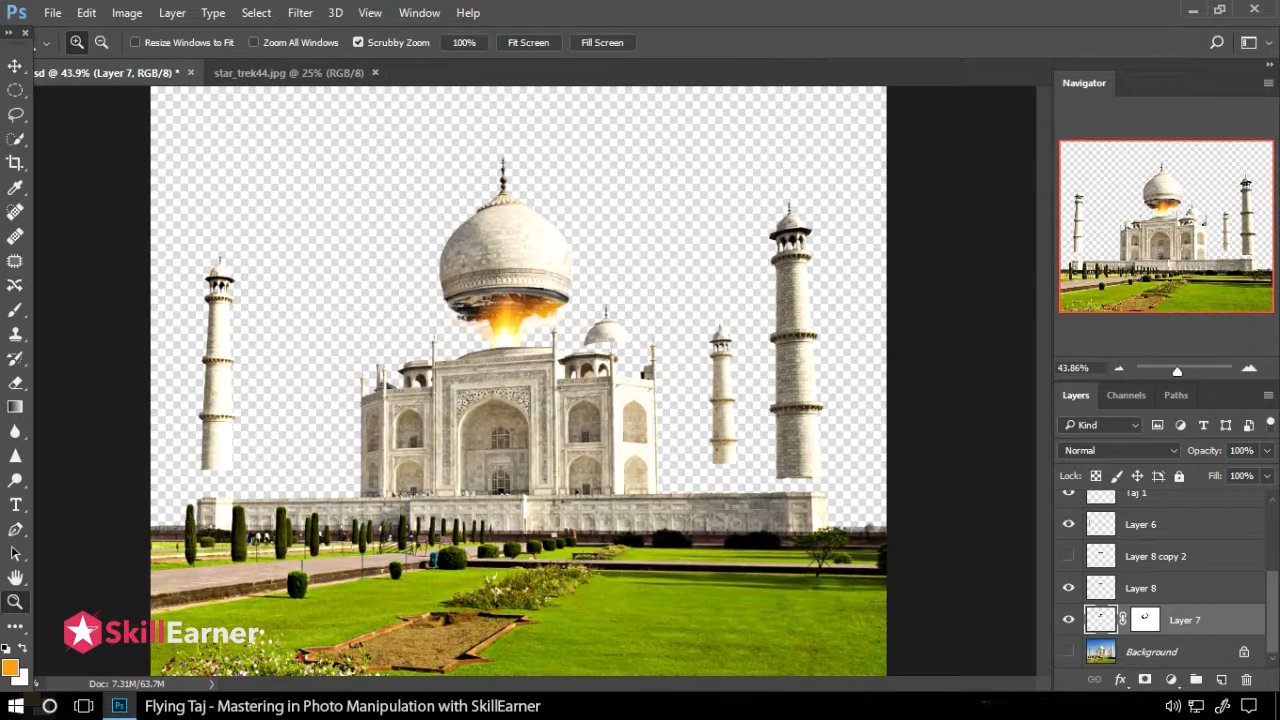 Ps File Edit Image Layer Type Select Filter 3D View Window Help
Resize Windows to Fit Zoom All Windows Scrubby Zoom 100% Fit Screen Fill Screen
sd @ 43.9% (Layer 7, RGB/8) * × star_trek44.jpg @ 25% (RGB/8) ×
Navigator
43.86%
Layers Channels Paths
Kind
Normal Opacity: 100%
Lock: Fill: 100%
Taj 1
Layer 6
Layer 8 copy 2
Layer 8
Layer 7
Background
SkillEarner
% Doc: 7.31M/63.7M
Ps Flying Taj - Mastering in Photo Manipulation with SkillEarner